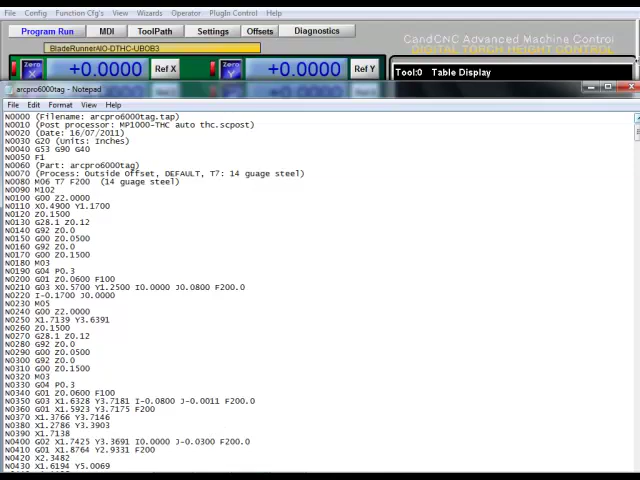 File Config Function Cfg's View Wizards Operator PlugIn Control Help
Program Run MDI ToolPath Settings Offsets Diagnostics
CandCNC Advanced Machine Control
DIGITAL TORCH HEIGHT CONTROL
BladeRunnerAIO-DTHC-UBOB3
Zero X +0.0000 Ref X Zero Y +0.0000 Ref Y Tool:0 Table Display
arcpro6000tag - Notepad
File Edit Format View Help
N0000 (Filename: arcpro6000tag.tap)
N0010 (Post processor: MP1000-THC auto thc.scpost)
N0020 (Date: 16/07/2011)
N0030 G20 (Units: Inches)
N0040 G53 G90 G40
N0050 F1
N0060 (Part: arcpro6000tag)
N0070 (Process: Outside Offset, DEFAULT, T7: 14 guage steel)
N0080 M06 T7 F200 (14 guage steel)
N0090 M102
N0100 G00 Z2.0000
N0110 X0.4900 Y1.1700
N0120 Z0.1500
N0130 G28.1 Z0.12
N0140 G92 Z0.0
N0150 G00 Z0.0500
N0160 G92 Z0.0
N0170 G00 Z0.1500
N0180 M03
N0190 G04 P0.3
N0200 G01 Z0.0600 F100
N0210 G03 X0.5700 Y1.2500 I0.0000 J0.0800 F200.0
N0220 I-0.1700 J0.0000
N0230 M05
N0240 G00 Z2.0000
N0250 X1.7139 Y3.6391
N0260 Z0.1500
N0270 G28.1 Z0.12
N0280 G92 Z0.0
N0290 G00 Z0.0500
N0300 G92 Z0.0
N0310 G00 Z0.1500
N0320 M03
N0330 G04 P0.3
N0340 G01 Z0.0600 F100
N0350 G03 X1.6328 Y3.7181 I-0.0800 J-0.0011 F200.0
N0360 G01 X1.5923 Y3.7175 F200
N0370 X1.3766 Y3.7146
N0380 X1.2786 Y3.3903
N0390 X1.7138
N0400 G02 X1.7425 Y3.3691 I0.0000 J-0.0300 F200.0
N0410 G01 X1.8764 Y2.9331 F200
N0420 X2.3482
N0430 X1.6194 Y5.0069